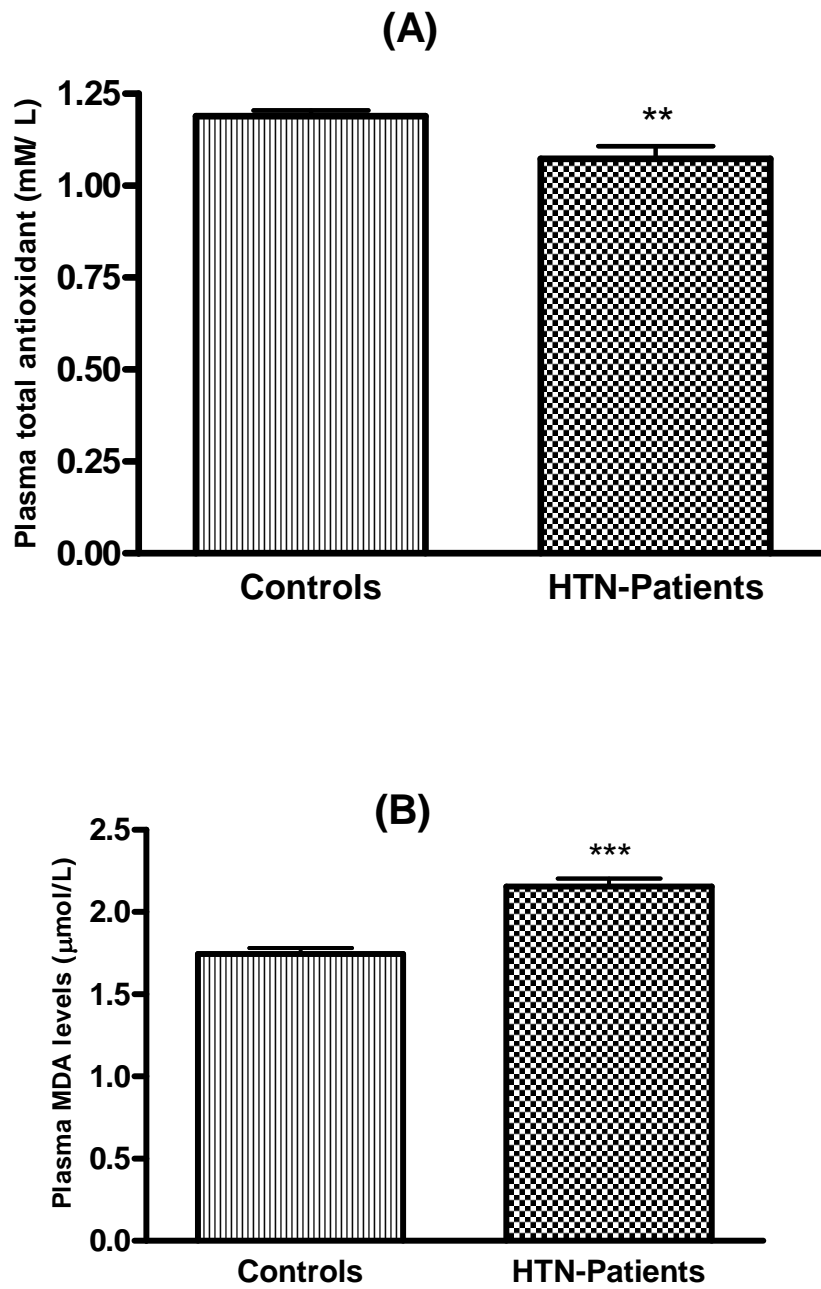 (A)
Plasma total antioxidant (mM/ L)
1.25
1.00
0.75
0.50
0.25
0.00
**
Controls HTN-Patients
(B)
Plasma MDA levels (μmol/L)
2.5
2.0
1.5
1.0
0.5
0.0
***
Controls HTN-Patients